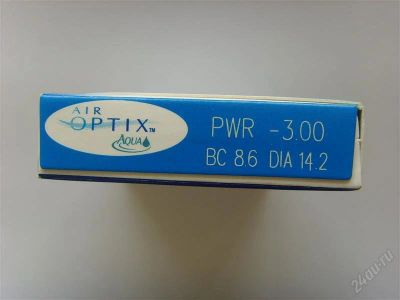 AIR
OPTIX™
AQUA
PWR -3.00
BC 8.6 DIA 14.2
24au.ru